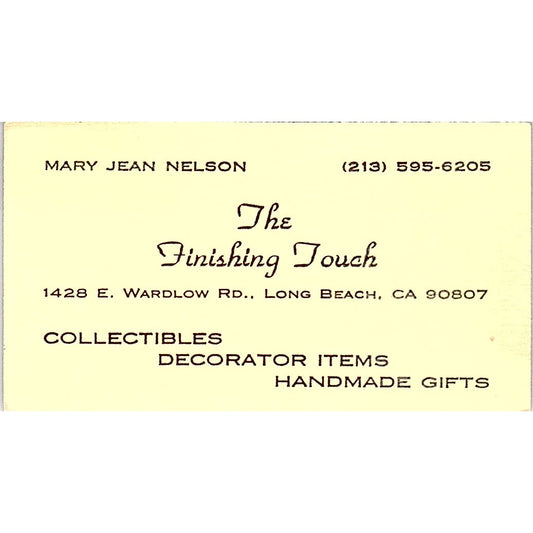 MARY JEAN NELSON (213) 595-6205
The
Finishing Touch
1428 E. WARDLOW RD., LONG BEACH, CA 90807
COLLECTIBLES
DECORATOR ITEMS
HANDMADE GIFTS